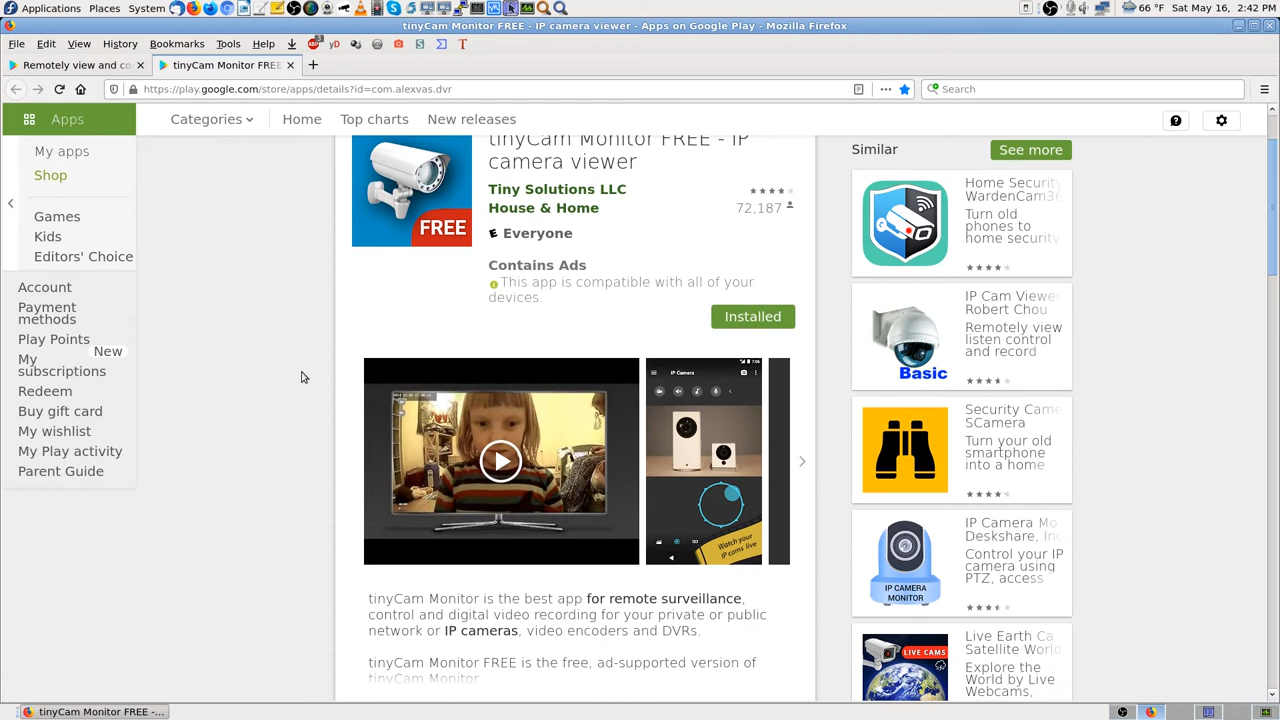 Applications Places System 66 °F Sat May 16, 2:42 PM
tinyCam Monitor FREE - IP camera viewer - Apps on Google Play - Mozilla Firefox
File Edit View History Bookmarks Tools Help
Remotely view and co
tinyCam Monitor FREE
https://play.google.com/store/apps/details?id=com.alexvas.dvr
Search
Apps
Categories Home Top charts New releases
My apps
Shop
Games
Kids
Editors' Choice
Account
Payment
methods
Play Points
New
My
subscriptions
Redeem
Buy gift card
My wishlist
My Play activity
Parent Guide
tinyCam Monitor FREE - IP
camera viewer
FREE
Tiny Solutions LLC
House & Home 72,187
E Everyone
Contains Ads
This app is compatible with all of your
devices.
Installed
IP Camera
7:06
Watch your
IP cams live
tinyCam Monitor is the best app for remote surveillance,
control and digital video recording for your private or public
network or IP cameras, video encoders and DVRs.
tinyCam Monitor FREE is the free, ad-supported version of
tinyCam Monitor
Similar See more
Home Security
WardenCam36
Turn old
phones to
home security
IP Cam Viewer
Robert Chou
Remotely view
listen control
and record
Basic
Security Came
SCamera
Turn your old
smartphone
into a home
IP Camera Mo
Deskshare, Inc
Control your IP
camera using
PTZ, access
IP CAMERA
MONITOR
Live Earth Ca
Satellite World
Explore the
World by Live
Webcams,
LIVE CAMS
tinyCam Monitor FREE -...